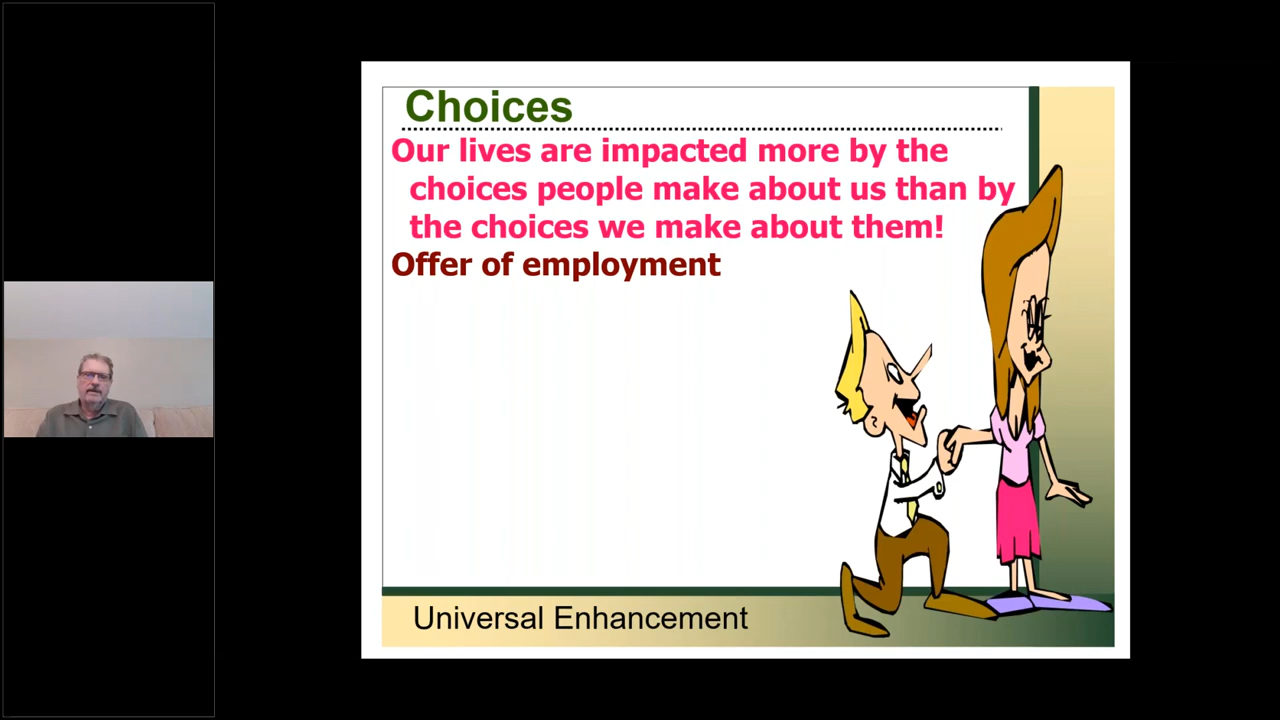 Choices
Our lives are impacted more by the
choices people make about us than by
the choices we make about them!
Offer of employment
Universal Enhancement